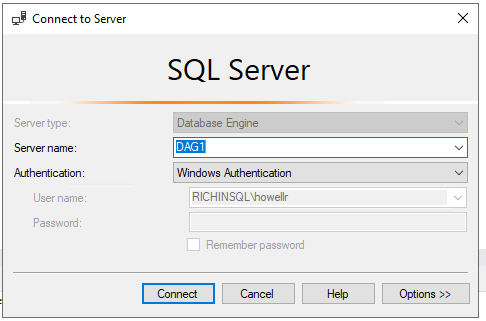 Connect to Server
SQL Server
Server type: Database Engine
Server name: DAG1
Authentication: Windows Authentication
User name: RICHINSQL\howellr
Password:
Remember password
Connect Cancel Help Options >>